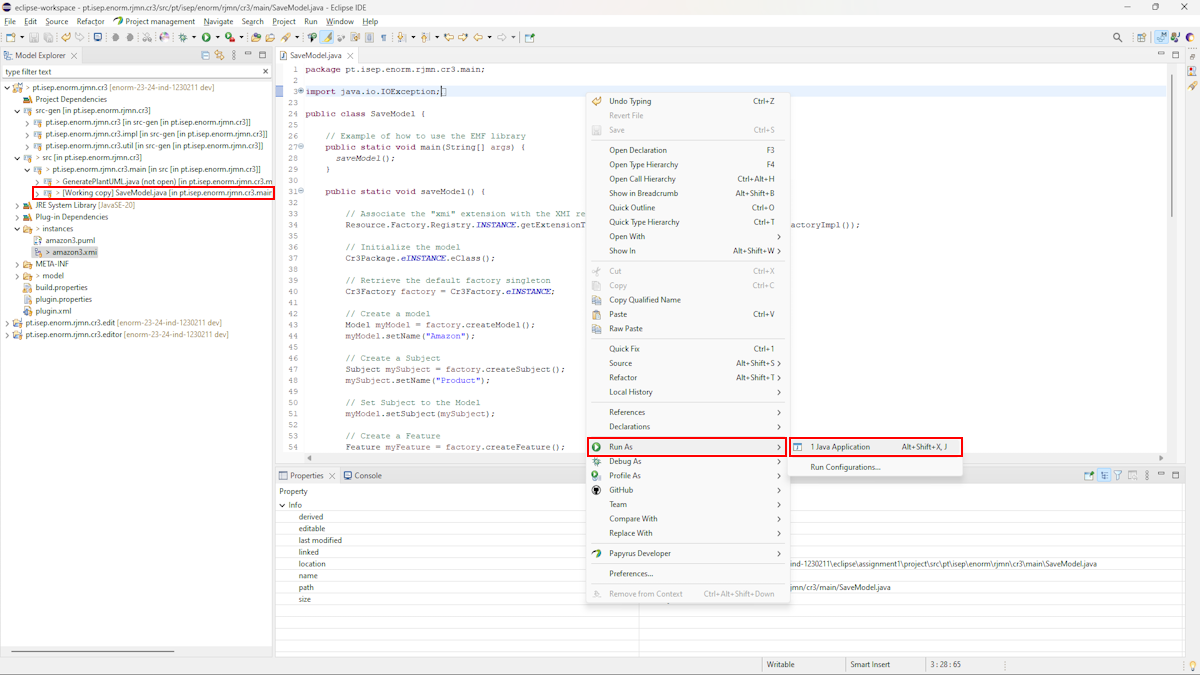 eclipse-workspace - pt.isep.enorm.rjmn.cr3/src/pt/isep/enorm/rjmn/cr3/main/SaveModel.java - Eclipse IDE
File Edit Source Refactor Project management Navigate Search Project Run Window Help
Model Explorer
type filter text
> pt.isep.enorm.rjmn.cr3 [enorm-23-24-ind-1230211 dev]
Project Dependencies
src-gen [in pt.isep.enorm.rjmn.cr3]
> pt.isep.enorm.rjmn.cr3 [in src-gen [in pt.isep.enorm.rjmn.cr3]]
> pt.isep.enorm.rjmn.cr3.impl [in src-gen [in pt.isep.enorm.rjmn.cr3]]
> pt.isep.enorm.rjmn.cr3.util [in src-gen [in pt.isep.enorm.rjmn.cr3]]
> src [in pt.isep.enorm.rjmn.cr3]
> pt.isep.enorm.rjmn.cr3.main [in src [in pt.isep.enorm.rjmn.cr3]]
> GeneratePlantUML.java (not open) [in pt.isep.enorm.rjmn.cr3.m
> [Working copy] SaveModel.java [in pt.isep.enorm.rjmn.cr3.main
JRE System Library [JavaSE-20]
Plug-in Dependencies
> instances
amazon3.puml
> amazon3.xmi
META-INF
> model
build.properties
plugin.properties
plugin.xml
pt.isep.enorm.rjmn.cr3.edit [enorm-23-24-ind-1230211 dev]
pt.isep.enorm.rjmn.cr3.editor [enorm-23-24-ind-1230211 dev]
SaveModel.java
1 package pt.isep.enorm.rjmn.cr3.main;
2
3 import java.io.IOException;
23
24 public class SaveModel {
25
26 // Example of how to use the EMF library
27 public static void main(String[] args) {
28 saveModel();
29 }
30
31 public static void saveModel() {
32
33 // Associate the "xmi" extension with the XMI re
34 Resource.Factory.Registry.INSTANCE.getExtensionT actoryImpl());
35
36 // Initialize the model
37 Cr3Package.eINSTANCE.eClass();
38
39 // Retrieve the default factory singleton
40 Cr3Factory factory = Cr3Factory.eINSTANCE;
41
42 // Create a model
43 Model myModel = factory.createModel();
44 myModel.setName("Amazon");
45
46 // Create a Subject
47 Subject mySubject = factory.createSubject();
48 mySubject.setName("Product");
49
50 // Set Subject to the Model
51 myModel.setSubject(mySubject);
52
53 // Create a Feature
54 Feature myFeature = factory.createFeature();
Undo Typing Ctrl+Z
Revert File
Save Ctrl+S
Open Declaration F3
Open Type Hierarchy F4
Open Call Hierarchy Ctrl+Alt+H
Show in Breadcrumb Alt+Shift+B
Quick Outline Ctrl+O
Quick Type Hierarchy Ctrl+T
Open With
Show In Alt+Shift+W
Cut Ctrl+X
Copy Ctrl+C
Copy Qualified Name
Paste Ctrl+V
Raw Paste
Quick Fix Ctrl+1
Source Alt+Shift+S
Refactor Alt+Shift+T
Local History
References
Declarations
Run As
Debug As
Profile As
GitHub
Team
Compare With
Replace With
Papyrus Developer
Preferences...
Remove from Context Ctrl+Alt+Shift+Down
1 Java Application Alt+Shift+X, J
Run Configurations...
Properties Console
Property
Info
derived
editable
last modified
linked
location ind-1230211\eclipse\assignment1\project\src\pt\isep\enorm\rjmn\cr3\main\SaveModel.java
name
path jmn/cr3/main/SaveModel.java
size
Writable Smart Insert 3 : 28 : 65